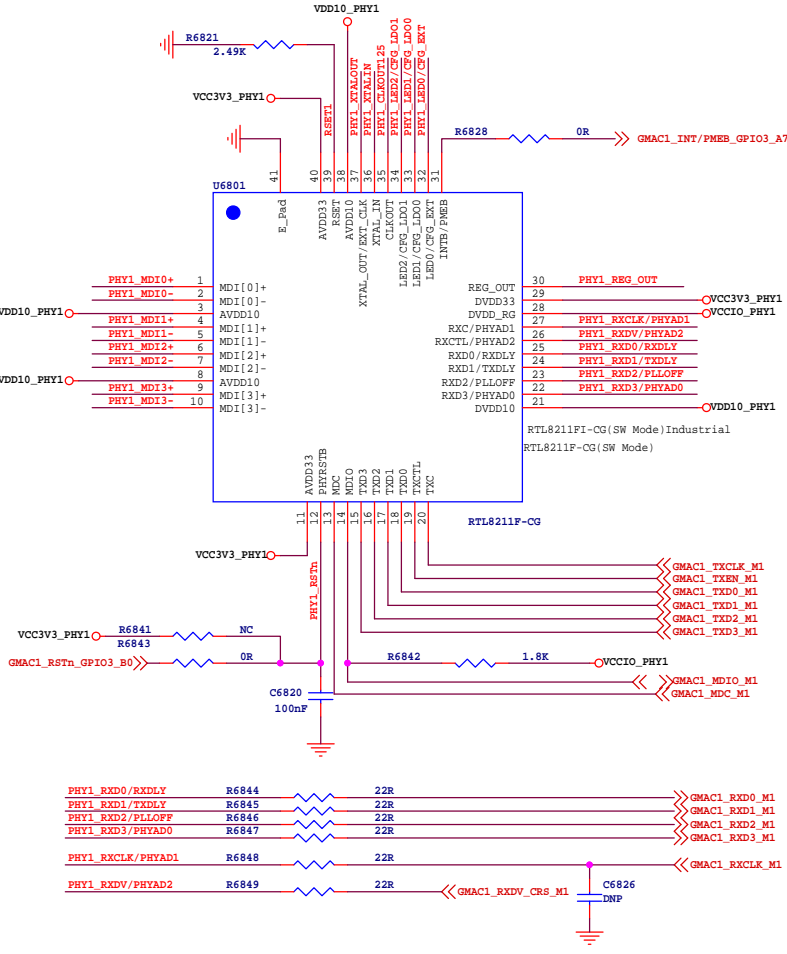 VDD10_PHY1
R6821
2.49K
VCC3V3_PHY1
RSET1
PHY1_XTALOUT
PHY1_XTALIN
PHY1_CLKOUT125
PHY1_LED2/CFG_LDO1
PHY1_LED1/CFG_LDO0
PHY1_LED0/CFG_EXT
R6828
0R
GMAC1_INT/PMEB_GPIO3_A7
41
40
39
38
37
36
35
34
33
32
31
U6801
E_Pad
AVDD33
RSET
AVDD10
XTAL_OUT/EXT_CLK
XTAL_IN
CLKOUT
LED2/CFG_LDO1
LED1/CFG_LDO0
LED0/CFG_EXT
INTB/PMEB
PHY1_MDI0+ 1 MDI[0]+
PHY1_MDI0- 2 MDI[0]-
VDD10_PHY1 3 AVDD10
PHY1_MDI1+ 4 MDI[1]+
PHY1_MDI1- 5 MDI[1]-
PHY1_MDI2+ 6 MDI[2]+
PHY1_MDI2- 7 MDI[2]-
VDD10_PHY1 8 AVDD10
PHY1_MDI3+ 9 MDI[3]+
PHY1_MDI3- 10 MDI[3]-
REG_OUT 30 PHY1_REG_OUT
DVDD33 29 VCC3V3_PHY1
DVDD_RG 28 VCCIO_PHY1
RXC/PHYAD1 27 PHY1_RXCLK/PHYAD1
RXCTL/PHYAD2 26 PHY1_RXDV/PHYAD2
RXD0/RXDLY 25 PHY1_RXD0/RXDLY
RXD1/TXDLY 24 PHY1_RXD1/TXDLY
RXD2/PLLOFF 23 PHY1_RXD2/PLLOFF
RXD3/PHYAD0 22 PHY1_RXD3/PHYAD0
DVDD10 21 VDD10_PHY1
RTL8211FI-CG(SW Mode)Industrial
RTL8211F-CG(SW Mode)
AVDD33
PHYRSTB
MDC
MDIO
TXD3
TXD2
TXD1
TXD0
TXCTL
TXC
11
12
13
14
15
16
17
18
19
20
RTL8211F-CG
VCC3V3_PHY1
PHY1_RSTn
GMAC1_TXCLK_M1
GMAC1_TXEN_M1
GMAC1_TXD0_M1
GMAC1_TXD1_M1
GMAC1_TXD2_M1
GMAC1_TXD3_M1
VCC3V3_PHY1 R6841 NC
GMAC1_RSTn_GPIO3_B0 R6843 0R
R6842 1.8K VCCIO_PHY1
GMAC1_MDIO_M1
GMAC1_MDC_M1
C6820
100nF
PHY1_RXD0/RXDLY R6844 22R GMAC1_RXD0_M1
PHY1_RXD1/TXDLY R6845 22R GMAC1_RXD1_M1
PHY1_RXD2/PLLOFF R6846 22R GMAC1_RXD2_M1
PHY1_RXD3/PHYAD0 R6847 22R GMAC1_RXD3_M1
PHY1_RXCLK/PHYAD1 R6848 22R GMAC1_RXCLK_M1
PHY1_RXDV/PHYAD2 R6849 22R GMAC1_RXDV_CRS_M1
C6826
DNP